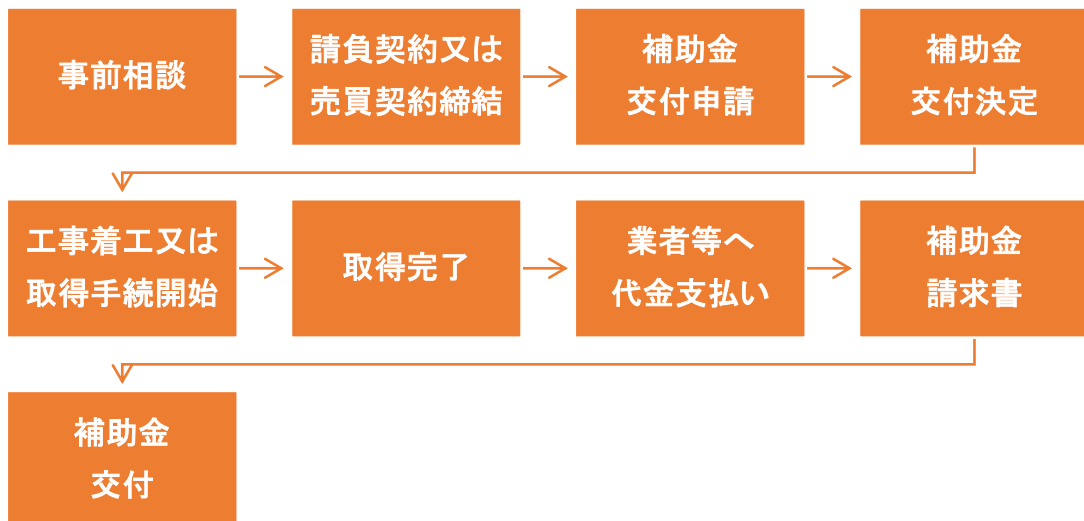 事前相談
請負契約又は
売買契約締結
補助金
交付申請
補助金
交付決定
工事着工又は
取得手続開始
取得完了
業者等へ
代金支払い
補助金
請求書
補助金
交付